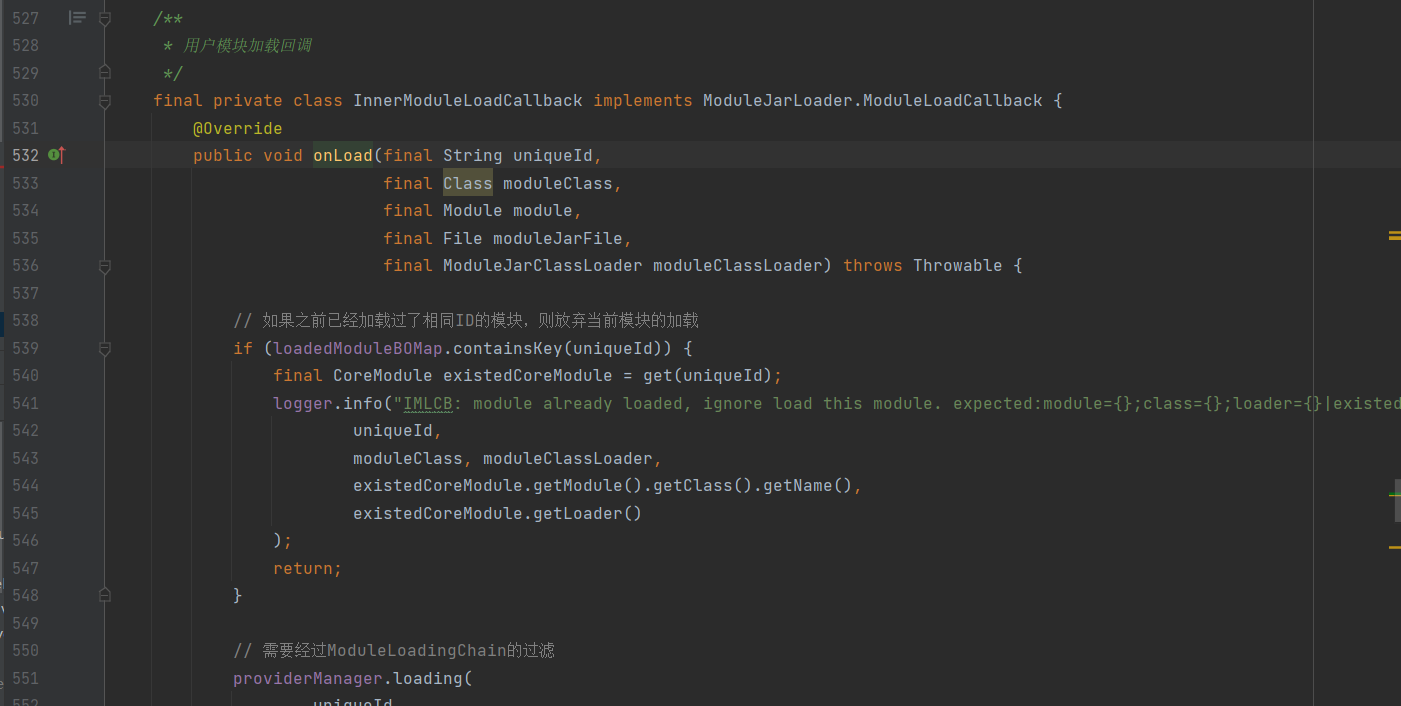 527 /**
528 * 用户模块加载回调
529 */
530 final private class InnerModuleLoadCallback implements ModuleJarLoader.ModuleLoadCallback {
531 @Override
532 public void onLoad(final String uniqueId,
533 final Class moduleClass,
534 final Module module,
535 final File moduleJarFile,
536 final ModuleJarClassLoader moduleClassLoader) throws Throwable {
537
538 // 如果之前已经加载过了相同ID的模块，则放弃当前模块的加载
539 if (loadedModuleBOMap.containsKey(uniqueId)) {
540 final CoreModule existedCoreModule = get(uniqueId);
541 logger.info("IMLCB: module already loaded, ignore load this module. expected:module={};class={};loader={}|existed
542 uniqueId,
543 moduleClass, moduleClassLoader,
544 existedCoreModule.getModule().getClass().getName(),
545 existedCoreModule.getLoader()
546 );
547 return;
548 }
549
550 // 需要经过ModuleLoadingChain的过滤
551 providerManager.loading(
552 uniqueId